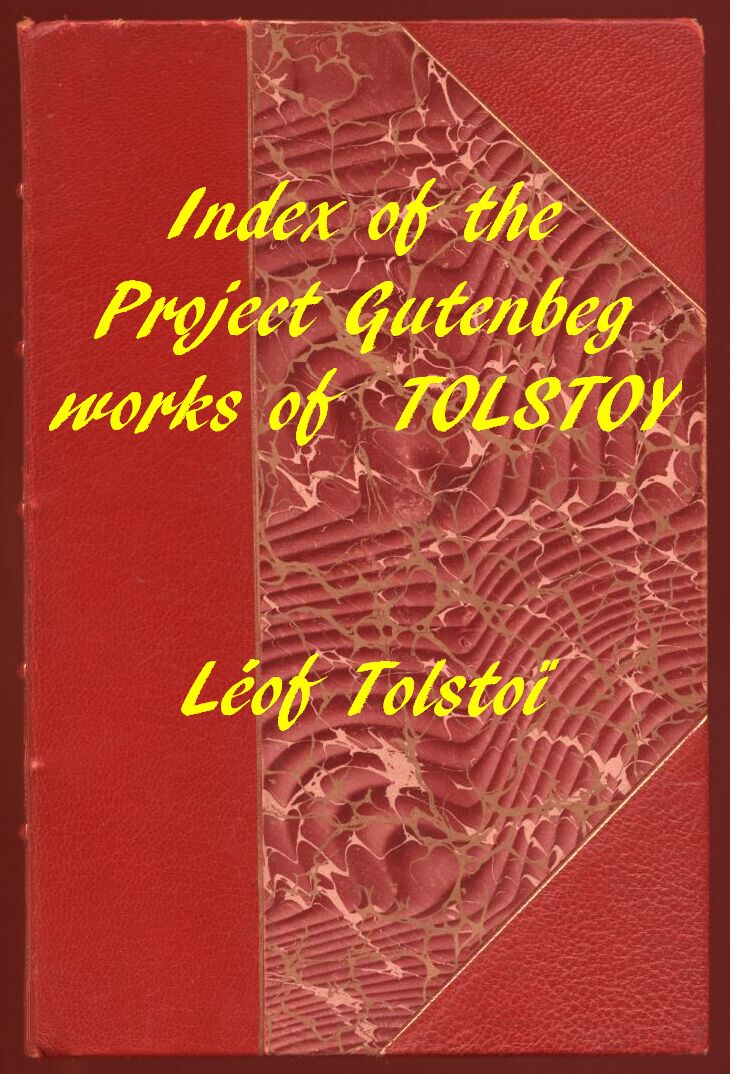 Index of the
Project Gutenbeg
works of TOLSTOY
Léof Tolstoï